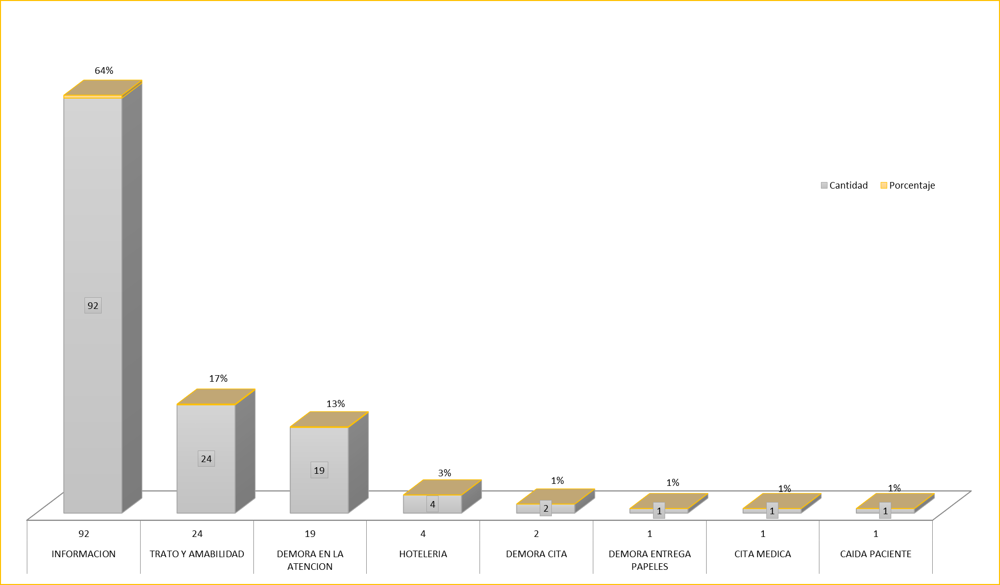 64%
92
17%
24
13%
19
3%
4
1%
2
1%
1
1%
1
1%
1
Cantidad
Porcentaje
92
24
19
4
2
1
1
1
INFORMACION
TRATO Y AMABILIDAD
DEMORA EN LA
ATENCION
HOTELERIA
DEMORA CITA
DEMORA ENTREGA
PAPELES
CITA MEDICA
CAIDA PACIENTE